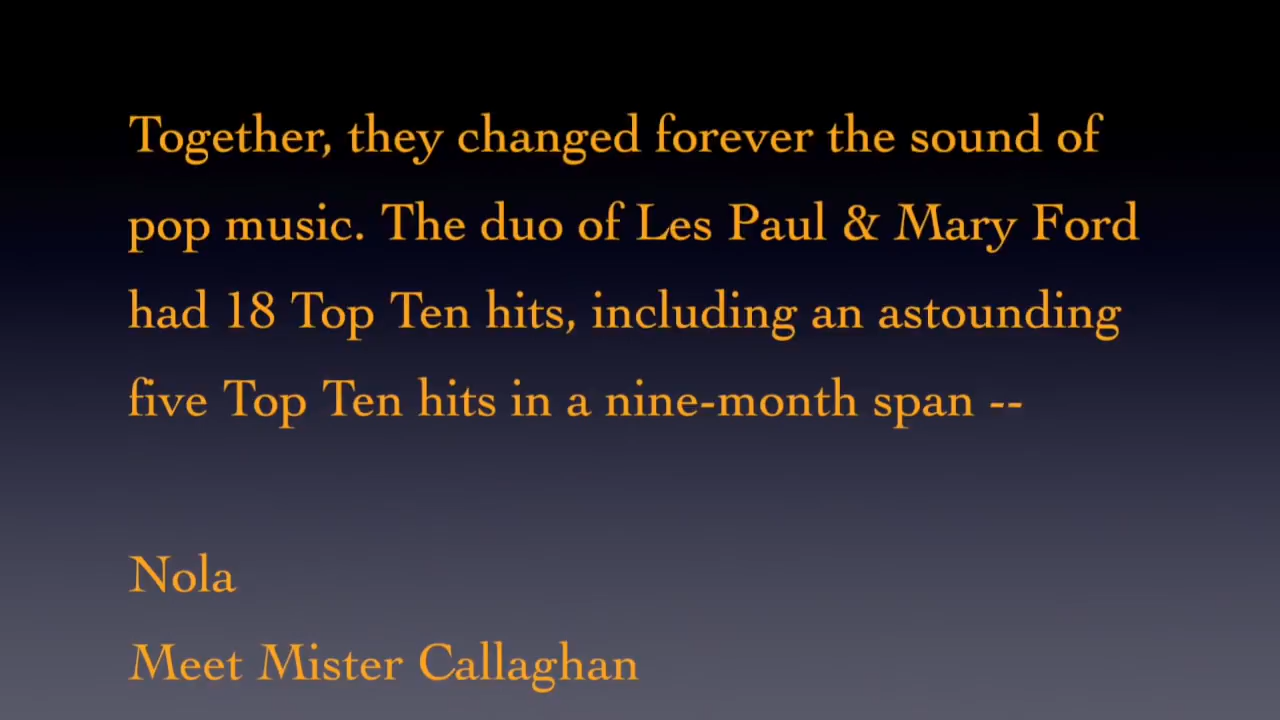 Together, they changed forever the sound of
pop music. The duo of Les Paul & Mary Ford
had 18 Top Ten hits, including an astounding
five Top Ten hits in a nine-month span --
Nola
Meet Mister Callaghan